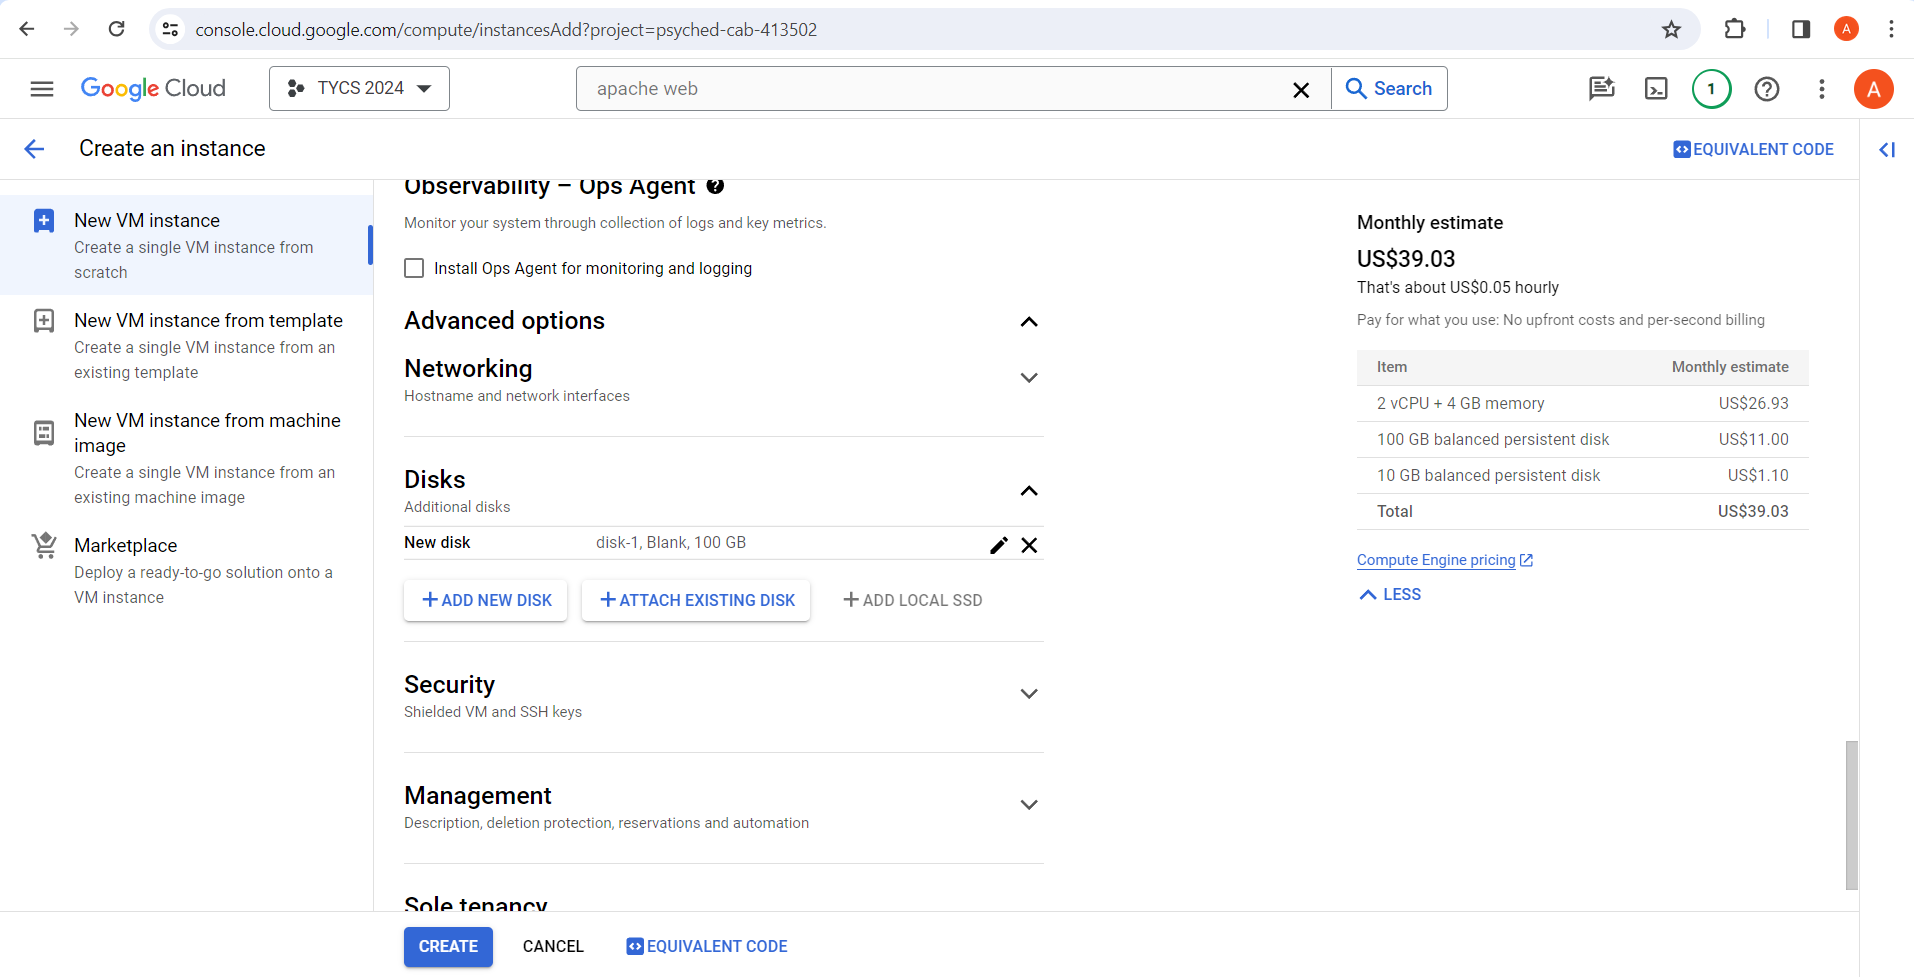 console.cloud.google.com/compute/instancesAdd?project=psyched-cab-413502
A
Google Cloud
TYCS 2024
apache web
Search
1
A
Create an instance
EQUIVALENT CODE
New VM instance
Create a single VM instance from
scratch
New VM instance from template
Create a single VM instance from an
existing template
New VM instance from machine
image
Create a single VM instance from an
existing machine image
Marketplace
Deploy a ready-to-go solution onto a
VM instance
Observability – Ops Agent
Monitor your system through collection of logs and key metrics.
Install Ops Agent for monitoring and logging
Advanced options
Networking
Hostname and network interfaces
Disks
Additional disks
New disk disk-1, Blank, 100 GB
ADD NEW DISK ATTACH EXISTING DISK ADD LOCAL SSD
Security
Shielded VM and SSH keys
Management
Description, deletion protection, reservations and automation
Sole tenancy
CREATE CANCEL EQUIVALENT CODE
Monthly estimate
US$39.03
That's about US$0.05 hourly
Pay for what you use: No upfront costs and per-second billing
Item Monthly estimate
2 vCPU + 4 GB memory US$26.93
100 GB balanced persistent disk US$11.00
10 GB balanced persistent disk US$1.10
Total US$39.03
Compute Engine pricing
LESS